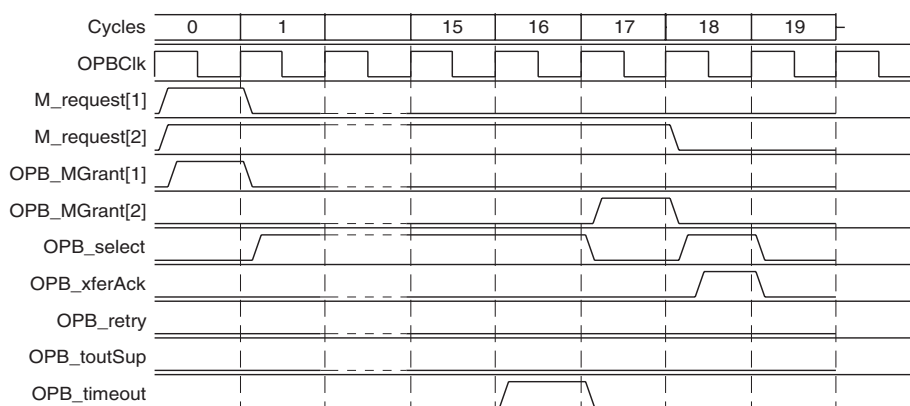 Cycles 0 1 15 16 17 18 19
OPBClk
M_request[1]
M_request[2]
OPB_MGrant[1]
OPB_MGrant[2]
OPB_select
OPB_xferAck
OPB_retry
OPB_toutSup
OPB_timeout